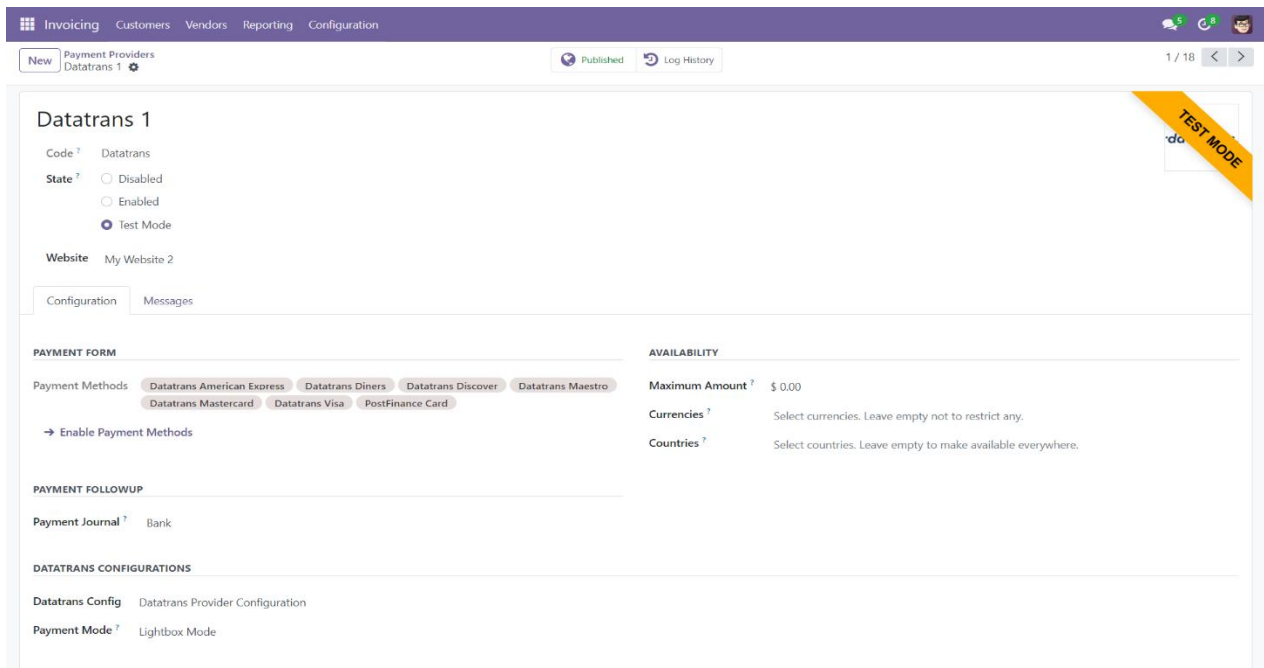 Invoicing Customers Vendors Reporting Configuration 5 8
New Payment Providers Published Log History 1 / 18
Datatrans 1
Datatrans 1
TEST MODE
Code ? Datatrans
State ? Disabled
Enabled
Test Mode
Website My Website 2
Configuration Messages
PAYMENT FORM
Payment Methods Datatrans American Express Datatrans Diners Datatrans Discover Datatrans Maestro
Datatrans Mastercard Datatrans Visa PostFinance Card
→ Enable Payment Methods
AVAILABILITY
Maximum Amount ? $ 0.00
Currencies ? Select currencies. Leave empty not to restrict any.
Countries ? Select countries. Leave empty to make available everywhere.
PAYMENT FOLLOWUP
Payment Journal ? Bank
DATATRANS CONFIGURATIONS
Datatrans Config Datatrans Provider Configuration
Payment Mode ? Lightbox Mode